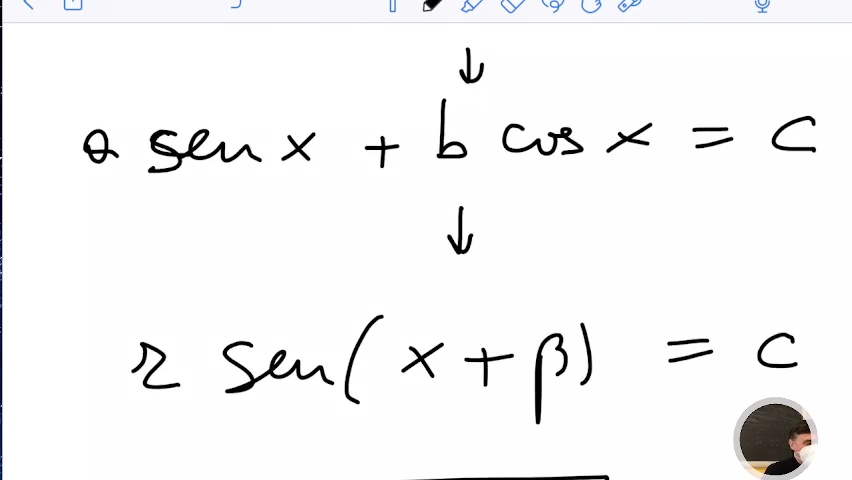 ↓
a sen x + b cos x = c
↓
r sen(x + β) = c